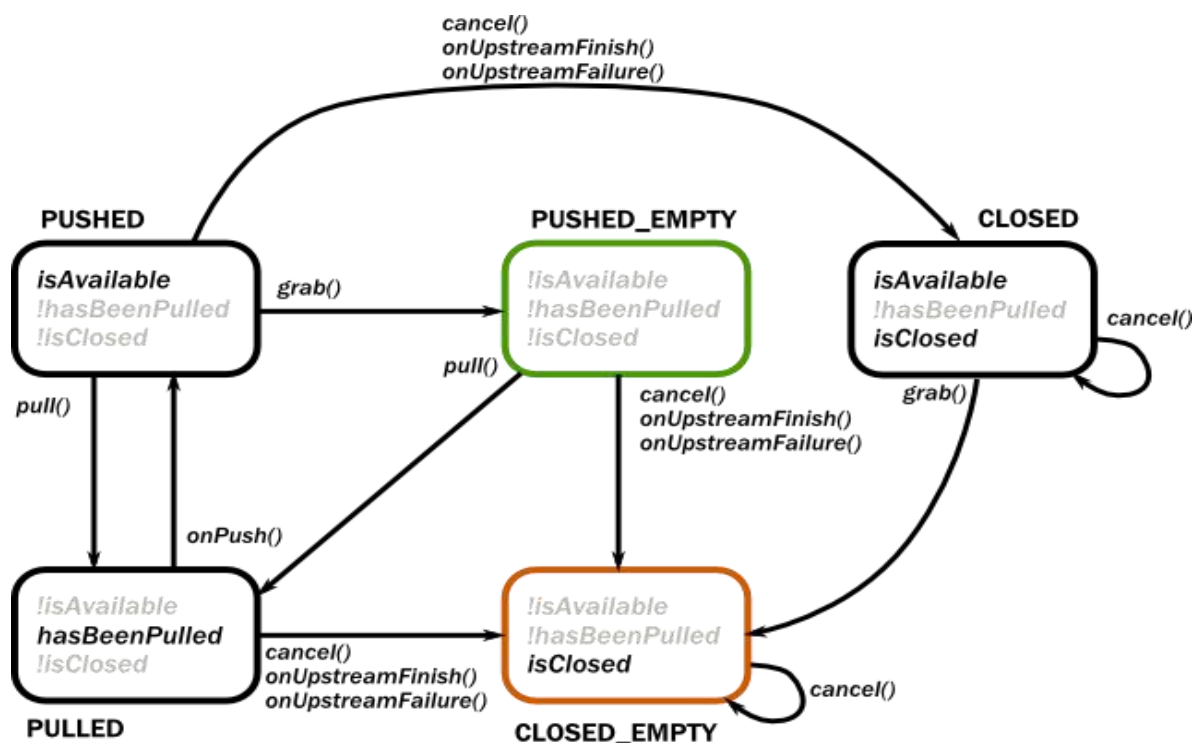 cancel()
onUpstreamFinish()
onUpstreamFailure()
PUSHED
isAvailable
!hasBeenPulled
!isClosed
grab()
PUSHED_EMPTY
!isAvailable
!hasBeenPulled
!isClosed
CLOSED
isAvailable
!hasBeenPulled
isClosed
cancel()
pull()
pull()
cancel()
onUpstreamFinish()
onUpstreamFailure()
grab()
onPush()
!isAvailable
hasBeenPulled
!isClosed
PULLED
cancel()
onUpstreamFinish()
onUpstreamFailure()
!isAvailable
!hasBeenPulled
isClosed
CLOSED_EMPTY
cancel()